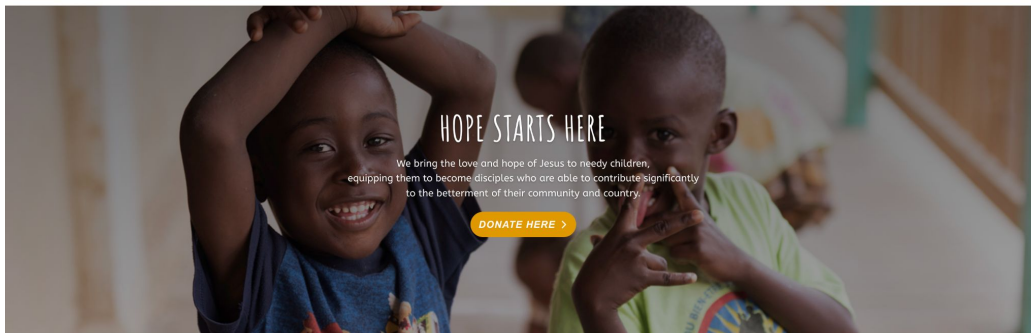 HOPE STARTS HERE
We bring the love and hope of Jesus to needy children,
equipping them to become disciples who are able to contribute significantly
to the betterment of their community and country.
DONATE HERE